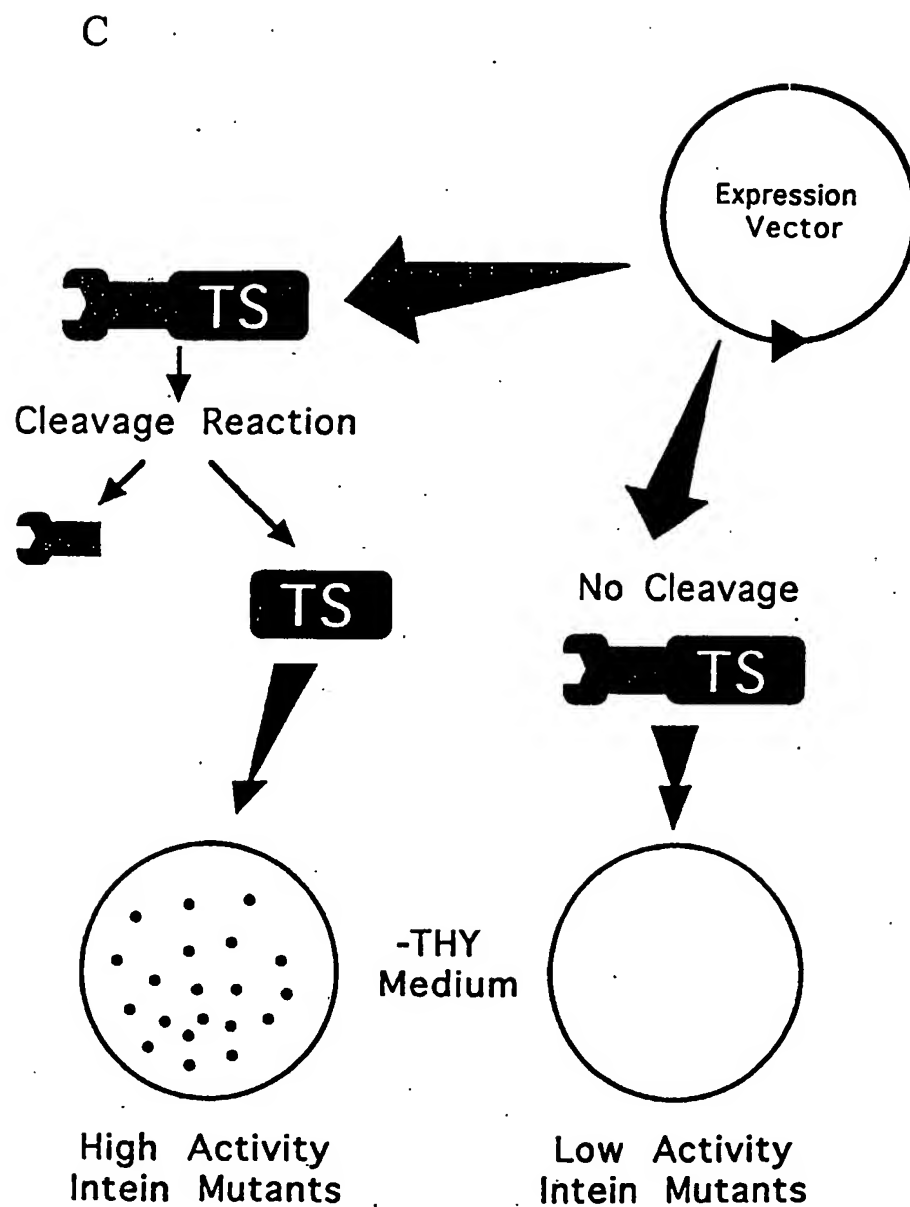 C
Expression
Vector
TS
Cleavage Reaction
TS
No Cleavage
TS
-THY
Medium
High Activity
Intein Mutants
Low Activity
Intein Mutants